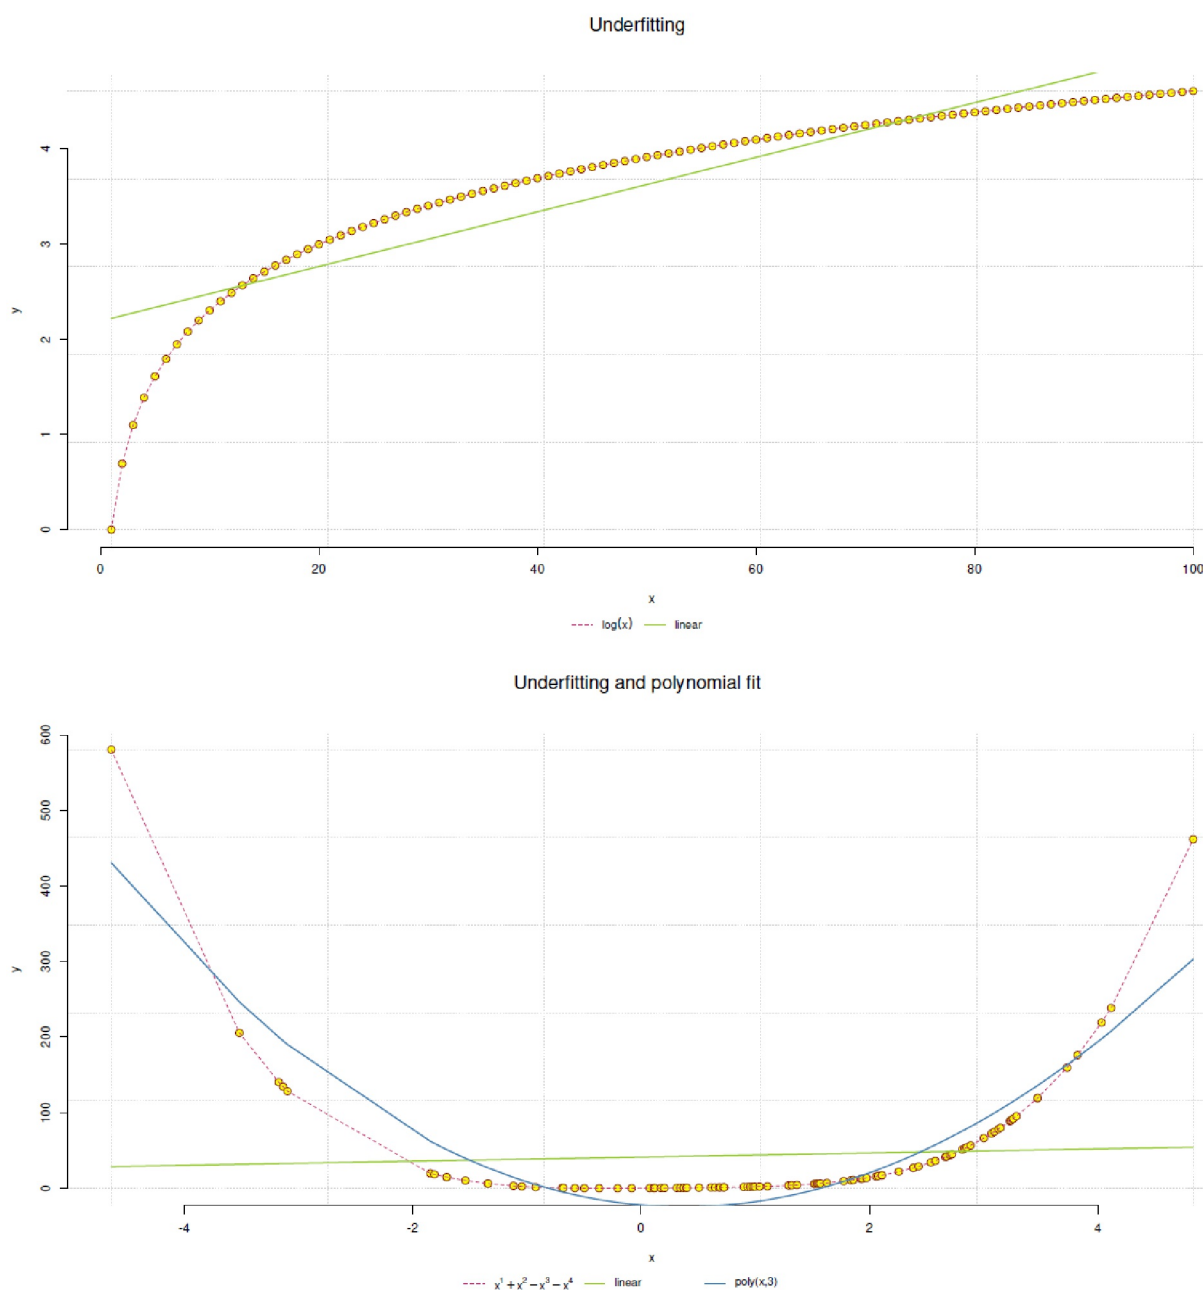 Underfitting
4
3
2
1
0
y
0 20 40 60 80 100
x
log(x) linear
Underfitting and polynomial fit
600
500
400
300
200
100
0
y
-4 -2 0 2 4
x
x¹ + x² − x³ − x⁴ linear poly(x,3)